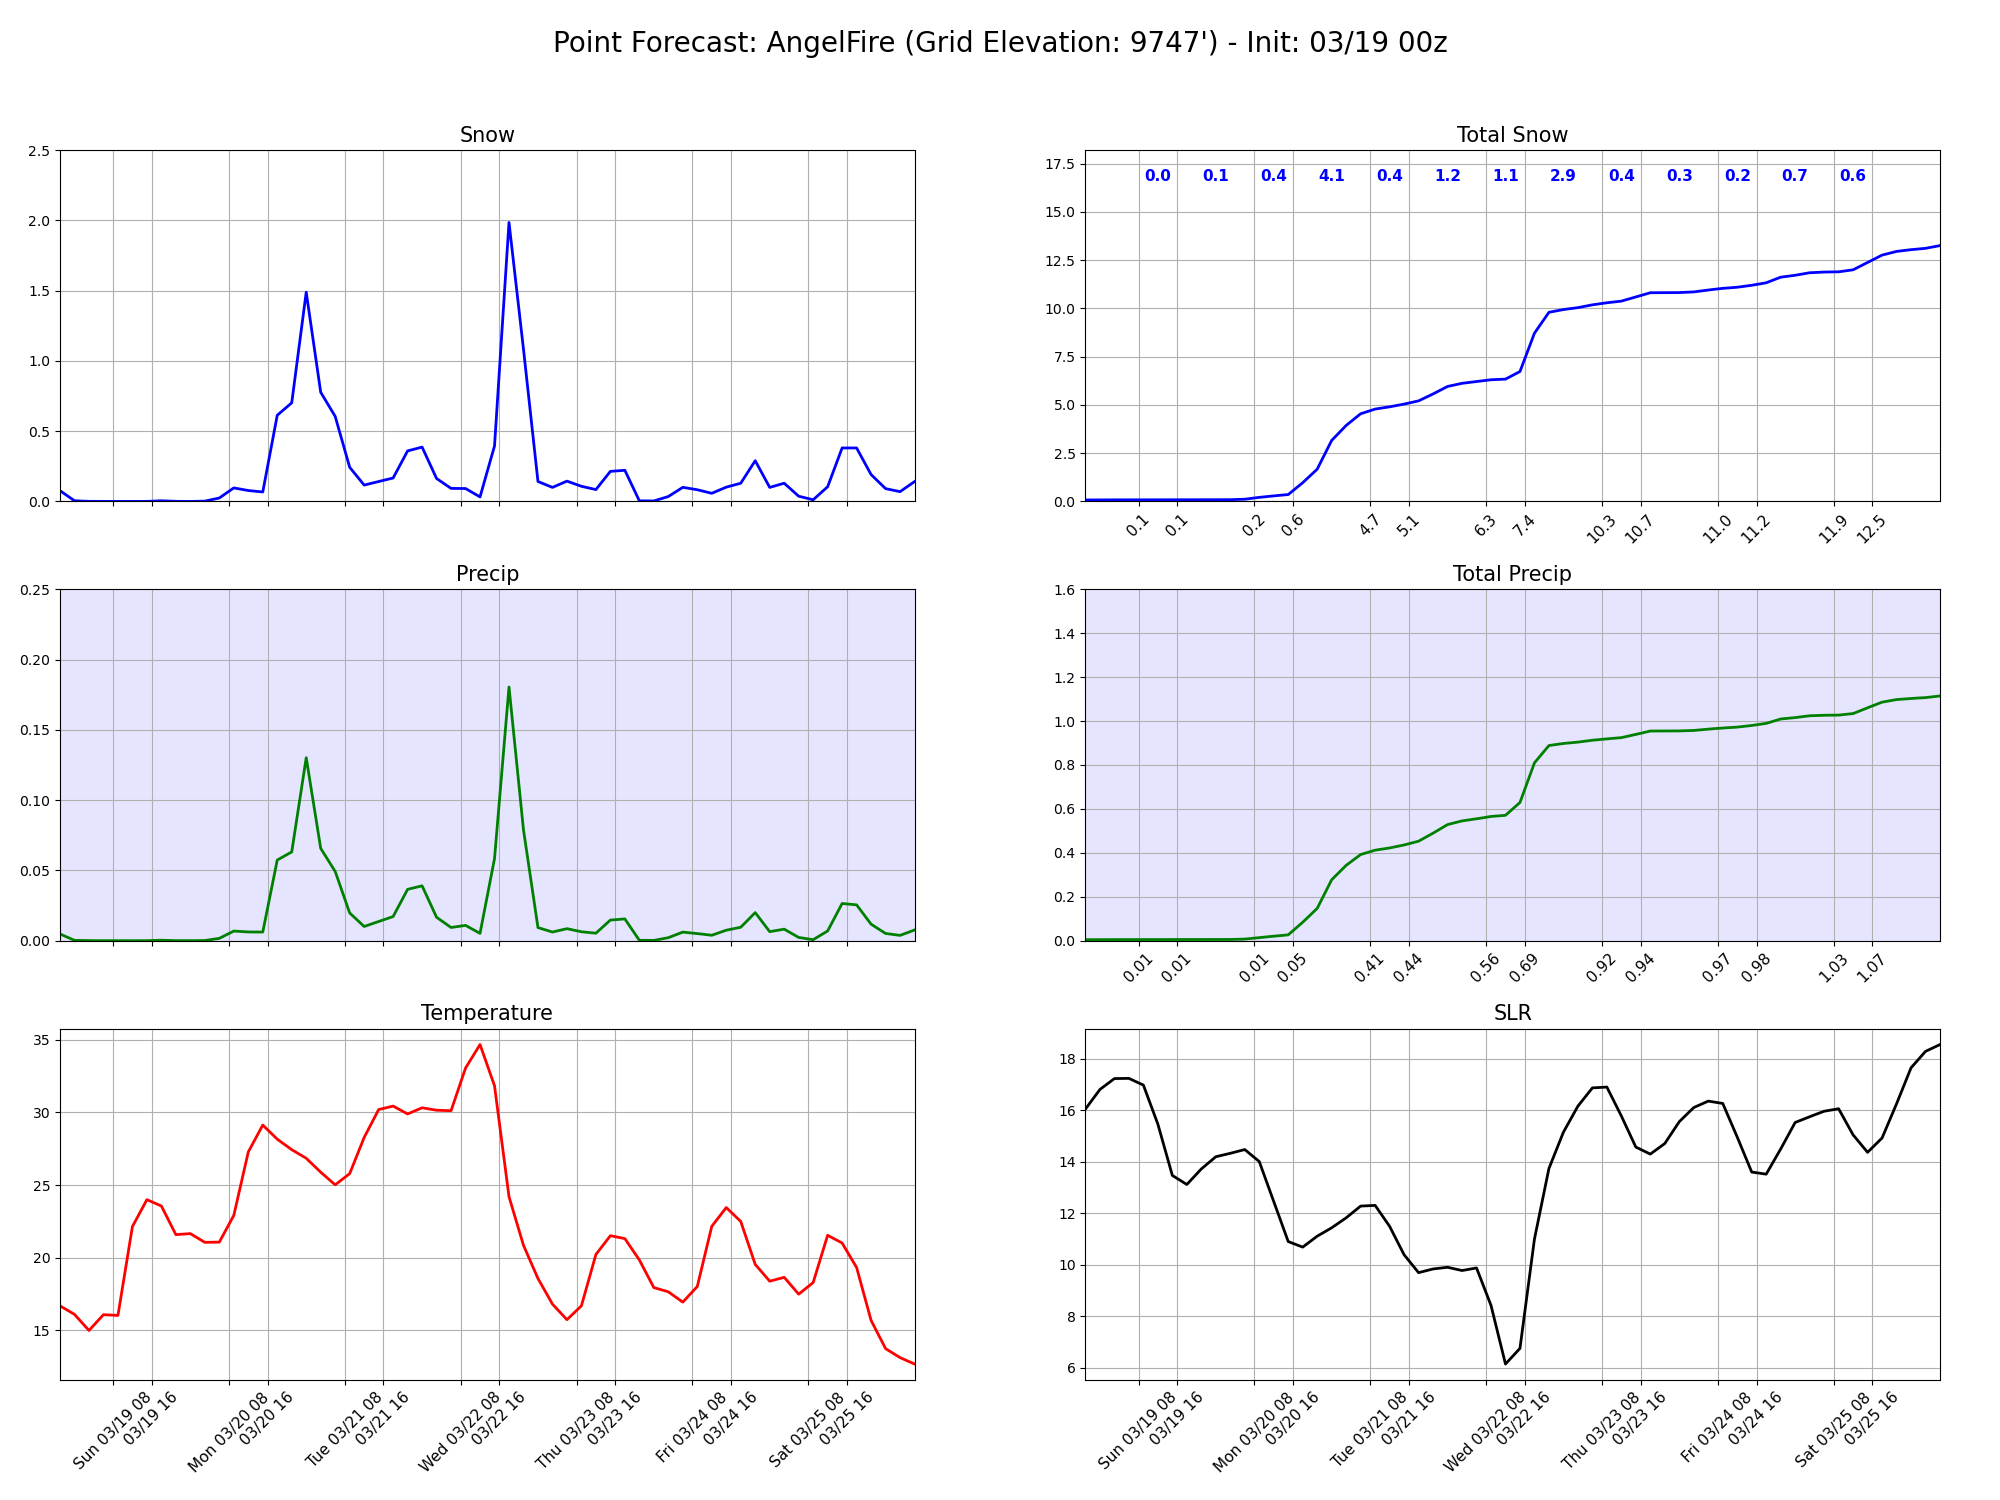 Point Forecast: AngelFire (Grid Elevation: 9747') - Init: 03/19 00z
Snow
2.5
2.0
1.5
1.0
0.5
0.0
Total Snow
17.5
15.0
12.5
10.0
7.5
5.0
2.5
0.0
0.0 0.1 0.4 4.1 0.4 1.2 1.1 2.9 0.4 0.3 0.2 0.7 0.6
0.1 0.1 0.2 0.6 4.7 5.1 6.3 7.4 10.3 10.7 11.0 11.2 11.9 12.5
Precip
0.25
0.20
0.15
0.10
0.05
0.00
Total Precip
1.6
1.4
1.2
1.0
0.8
0.6
0.4
0.2
0.0
0.01 0.01 0.01 0.05 0.41 0.44 0.56 0.69 0.92 0.94 0.97 0.98 1.03 1.07
Temperature
35
30
25
20
15
Sun 03/19 08
03/19 16
Mon 03/20 08
03/20 16
Tue 03/21 08
03/21 16
Wed 03/22 08
03/22 16
Thu 03/23 08
03/23 16
Fri 03/24 08
03/24 16
Sat 03/25 08
03/25 16
SLR
18
16
14
12
10
8
6
Sun 03/19 08
03/19 16
Mon 03/20 08
03/20 16
Tue 03/21 08
03/21 16
Wed 03/22 08
03/22 16
Thu 03/23 08
03/23 16
Fri 03/24 08
03/24 16
Sat 03/25 08
03/25 16